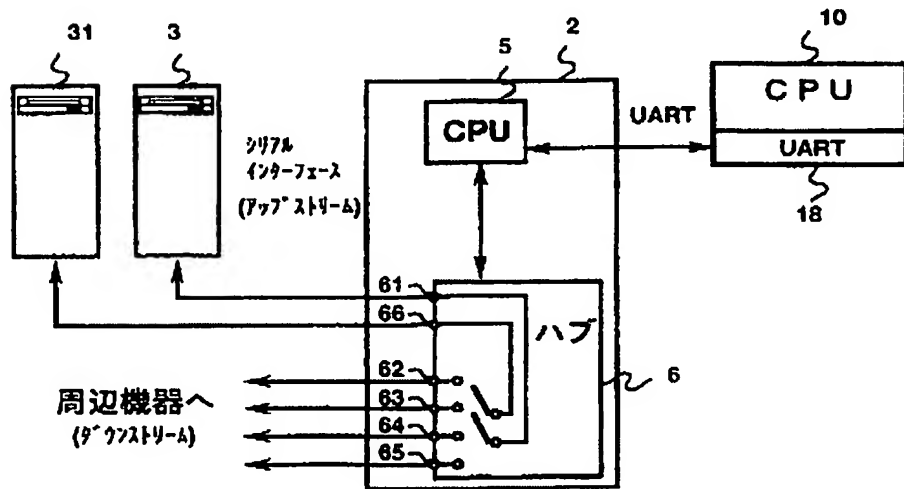 31
3
2
10
5
CPU
UART
CPU
UART
18
シリアル
インターフェース
(アップストリーム)
61
66
ハブ
62
63
64
65
6
周辺機器へ
(ダウンストリーム)